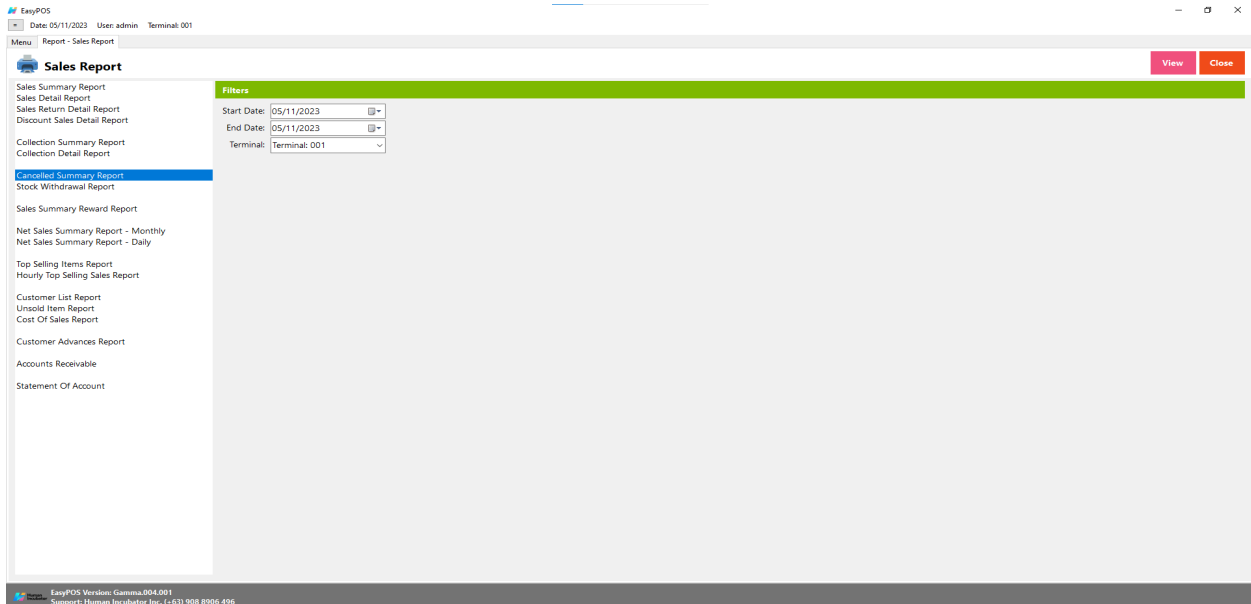 EasyPOS
Date: 05/11/2023 User: admin Terminal: 001
Menu Report - Sales Report
Sales Report
View Close
Sales Summary Report
Sales Detail Report
Sales Return Detail Report
Discount Sales Detail Report
Collection Summary Report
Collection Detail Report
Cancelled Summary Report
Stock Withdrawal Report
Sales Summary Reward Report
Net Sales Summary Report - Monthly
Net Sales Summary Report - Daily
Top Selling Items Report
Hourly Top Selling Sales Report
Customer List Report
Unsold Item Report
Cost Of Sales Report
Customer Advances Report
Accounts Receivable
Statement Of Account
Filters
Start Date: 05/11/2023
End Date: 05/11/2023
Terminal: Terminal: 001
Human
Incubator
EasyPOS Version: Gamma.004.001
Support: Human Incubator Inc. (+63) 908 8906 496